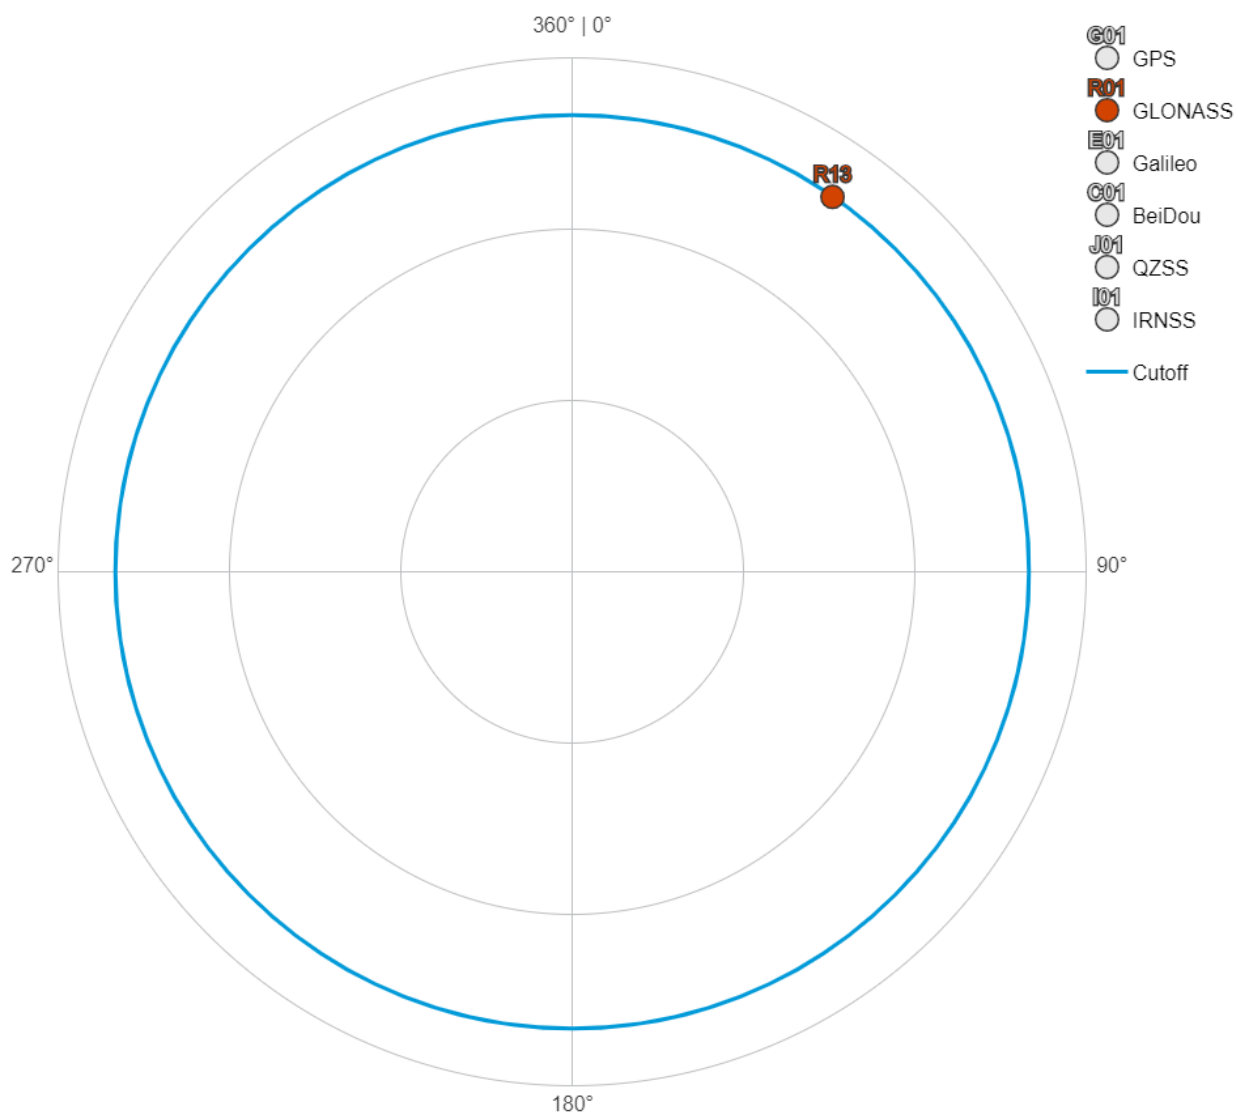 360° | 0°
G01
GPS
R01
GLONASS
E01
Galileo
R13
C01
BeiDou
J01
QZSS
I01
IRNSS
Cutoff
270°
90°
180°